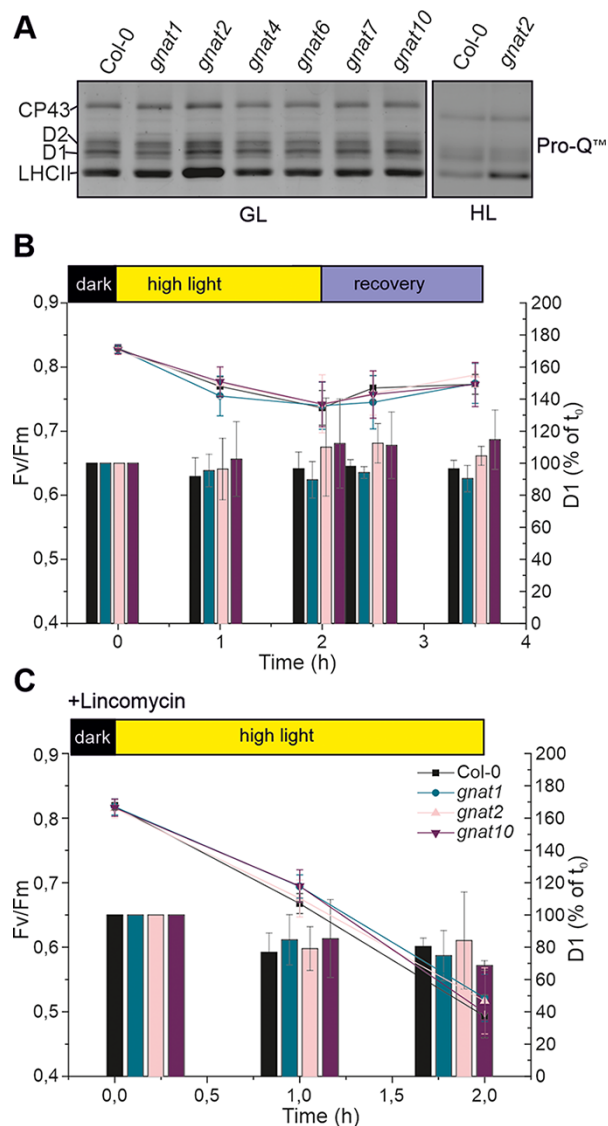 A
Col-0 gnat1 gnat2 gnat4 gnat6 gnat7 gnat10 Col-0 gnat2
CP43
D2
D1
LHCII
Pro-Q™
GL HL
B
dark high light recovery
0,9 200
180
0,8 160
140
0,7 120
100
0,6 80
60
0,5 40
20
0,4 0
Fv/Fm
D1 (% of t₀)
0 1 2 3 4
Time (h)
C
+Lincomycin
dark high light
0,9 200
180
0,8 160
140
0,7 120
100
0,6 80
60
0,5 40
20
0,4 0
Col-0
gnat1
gnat2
gnat10
Fv/Fm
D1 (% of t₀)
0,0 0,5 1,0 1,5 2,0
Time (h)